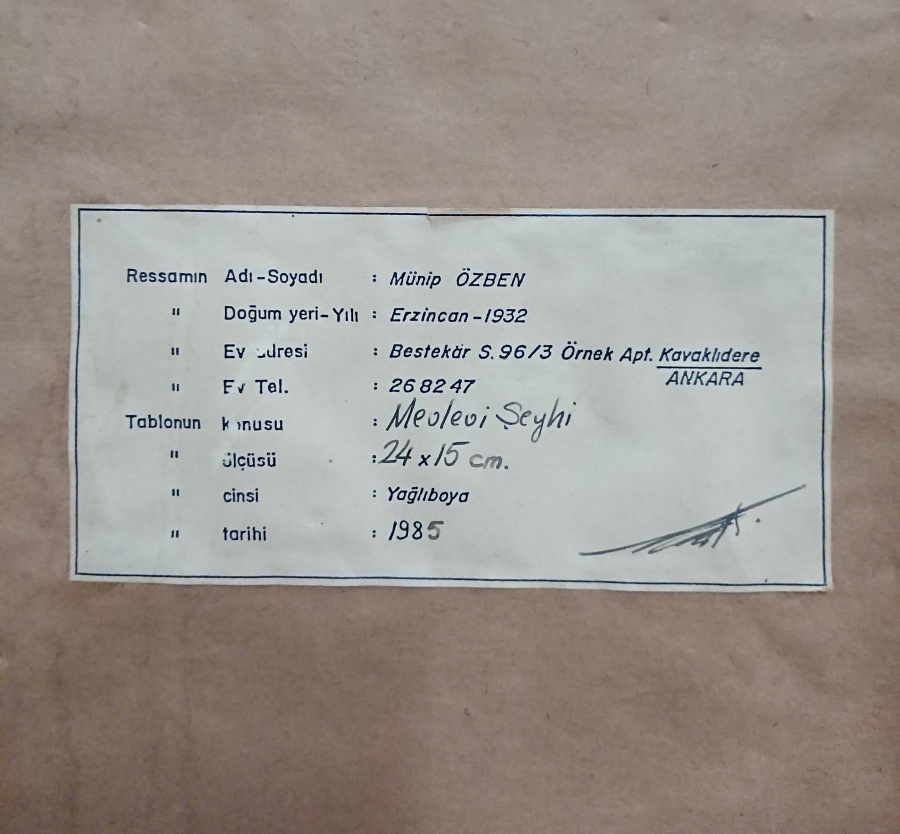 Ressamın Adı-Soyadı : Münip ÖZBEN
" Doğum yeri-Yılı : Erzincan-1932
" Ev adresi : Bestekâr S. 96/3 Örnek Apt. Kavaklıdere
ANKARA
" Ev Tel. : 26 82 47
Tablonun konusu : Mevlevi Şeyhi
" ölçüsü : 24 x 15 cm.
" cinsi : Yağlıboya
" tarihi : 1985